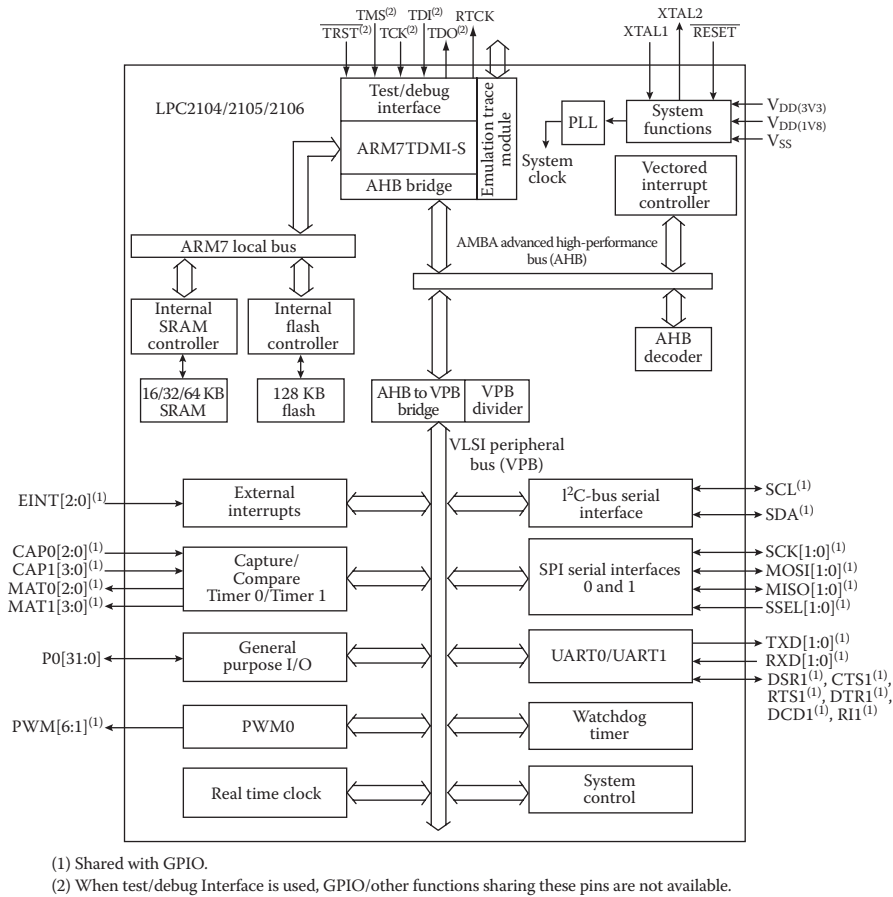 TMS(2) TDI(2) RTCK
TRST(2) TCK(2) TDO(2)
XTAL2
XTAL1 RESET
LPC2104/2105/2106
Test/debug
interface
ARM7TDMI-S
AHB bridge
Emulation trace
module
PLL
System
functions
VDD(3V3)
VDD(1V8)
VSS
System
clock
Vectored
interrupt
controller
ARM7 local bus
AMBA advanced high-performance
bus (AHB)
Internal
SRAM
controller
Internal
flash
controller
AHB
decoder
16/32/64 KB
SRAM
128 KB
flash
AHB to VPB
bridge
VPB
divider
VLSI peripheral
bus (VPB)
EINT[2:0](1)
External
interrupts
I2C-bus serial
interface
SCL(1)
SDA(1)
CAP0[2:0](1)
CAP1[3:0](1)
MAT0[2:0](1)
MAT1[3:0](1)
Capture/
Compare
Timer 0/Timer 1
SPI serial interfaces
0 and 1
SCK[1:0](1)
MOSI[1:0](1)
MISO[1:0](1)
SSEL[1:0](1)
P0[31:0]
General
purpose I/O
UART0/UART1
TXD[1:0](1)
RXD[1:0](1)
DSR1(1), CTS1(1),
RTS1(1), DTR1(1),
DCD1(1), RI1(1)
PWM[6:1](1)
PWM0
Watchdog
timer
Real time clock
System
control
(1) Shared with GPIO.
(2) When test/debug Interface is used, GPIO/other functions sharing these pins are not available.